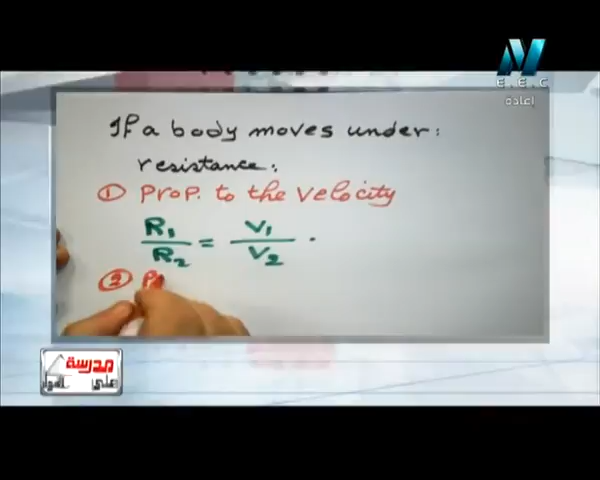 E.E.C
إعادة
If a body moves under:
resistance:
① Prop. to the velocity
R₁/R₂ = V₁/V₂ .
② P
مدرسة
على الهواء